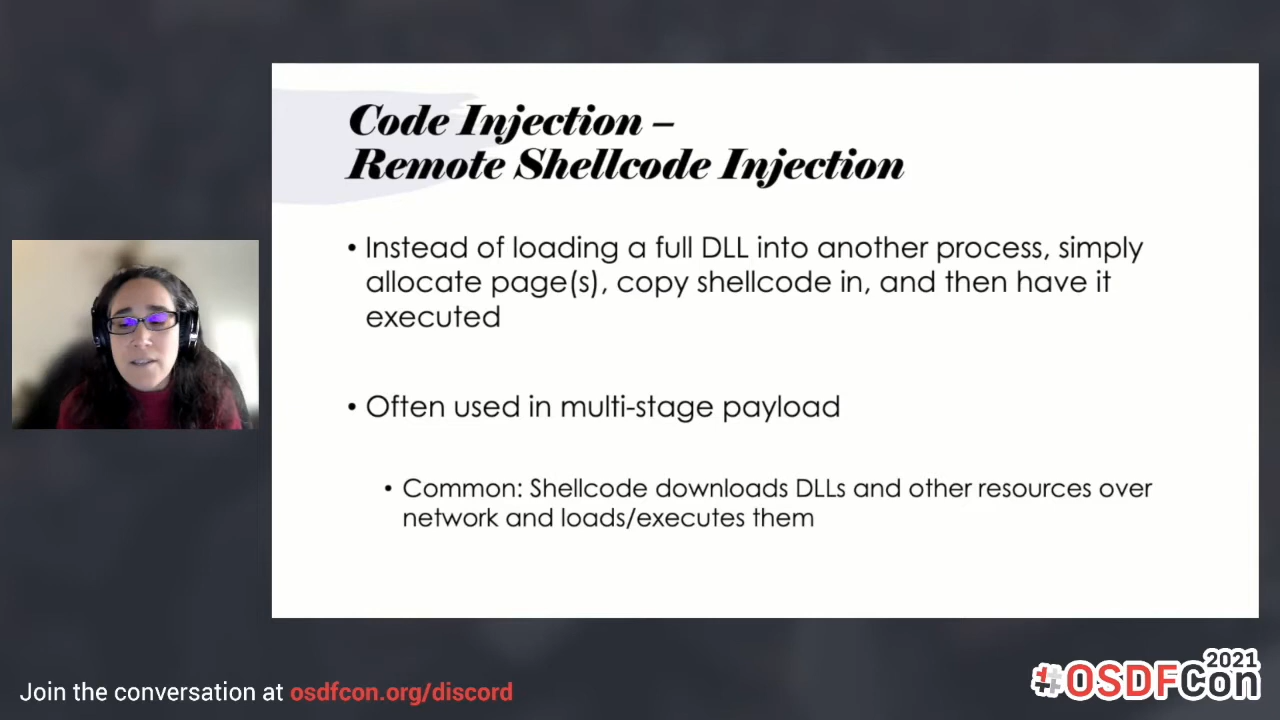 Code Injection –
Remote Shellcode Injection
• Instead of loading a full DLL into another process, simply
allocate page(s), copy shellcode in, and then have it
executed
• Often used in multi-stage payload
• Common: Shellcode downloads DLLs and other resources over
network and loads/executes them
Join the conversation at osdfcon.org/discord
2021
#OSDFCon